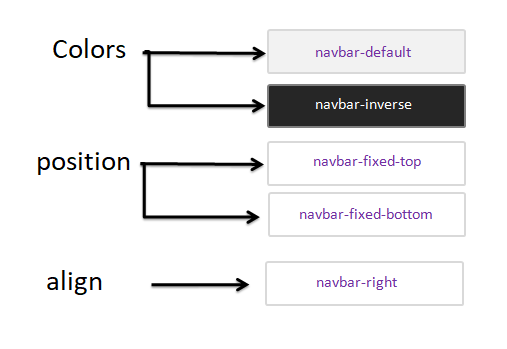 Colors
navbar-default
navbar-inverse
position
navbar-fixed-top
navbar-fixed-bottom
align
navbar-right